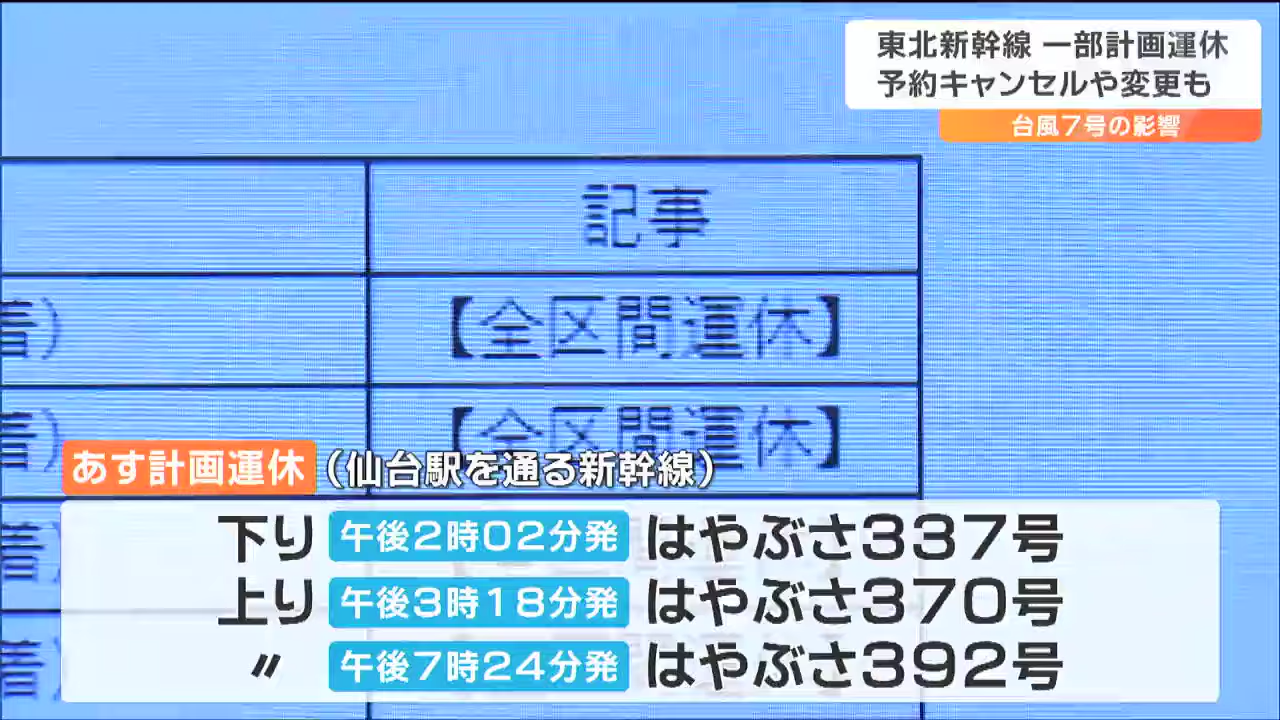 東北新幹線 一部計画運休
予約キャンセルや変更も
台風７号の影響
記事
着）
【全区間運休】
着）
【全区間運休】
あす計画運休（仙台駅を通る新幹線）
下り 午後２時０２分発 はやぶさ３３７号
上り 午後３時１８分発 はやぶさ３７０号
〃 午後７時２４分発 はやぶさ３９２号